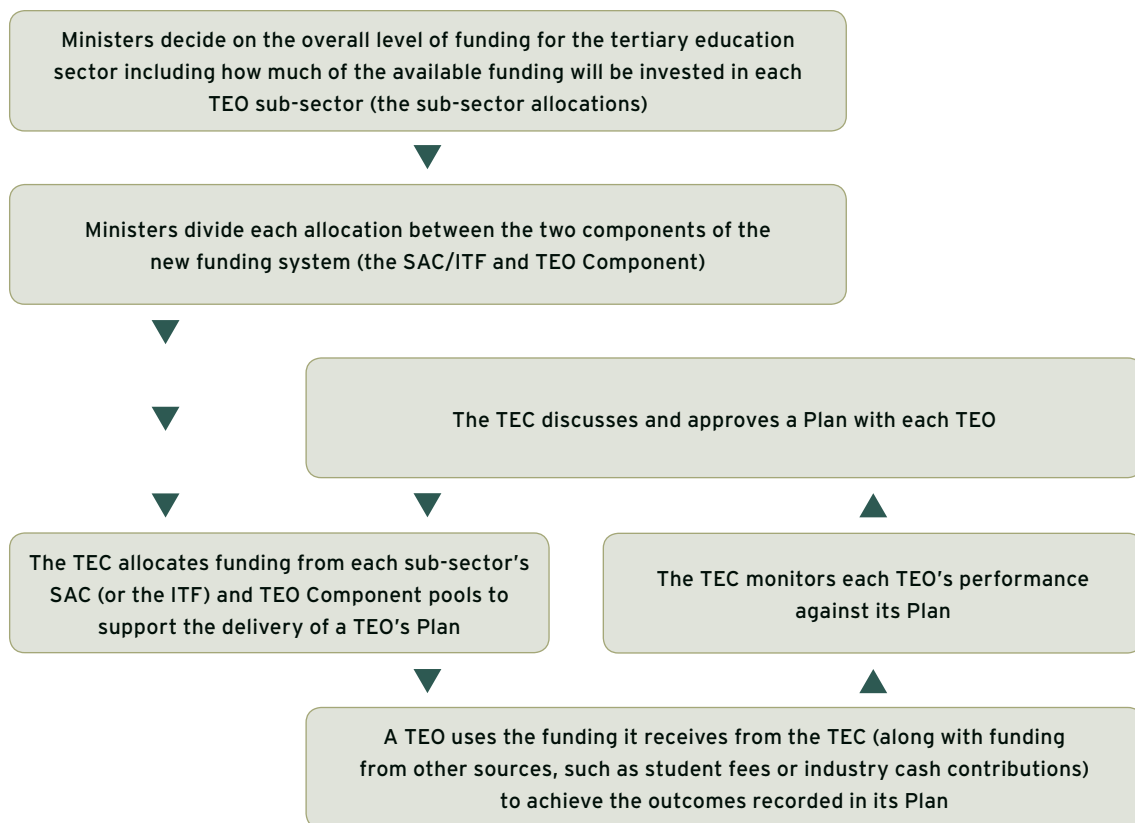 Ministers decide on the overall level of funding for the tertiary education
sector including how much of the available funding will be invested in each
TEO sub-sector (the sub-sector allocations)
Ministers divide each allocation between the two components of the
new funding system (the SAC/ITF and TEO Component)
The TEC discusses and approves a Plan with each TEO
The TEC allocates funding from each sub-sector’s
SAC (or the ITF) and TEO Component pools to
support the delivery of a TEO’s Plan
The TEC monitors each TEO’s performance
against its Plan
A TEO uses the funding it receives from the TEC (along with funding
from other sources, such as student fees or industry cash contributions)
to achieve the outcomes recorded in its Plan